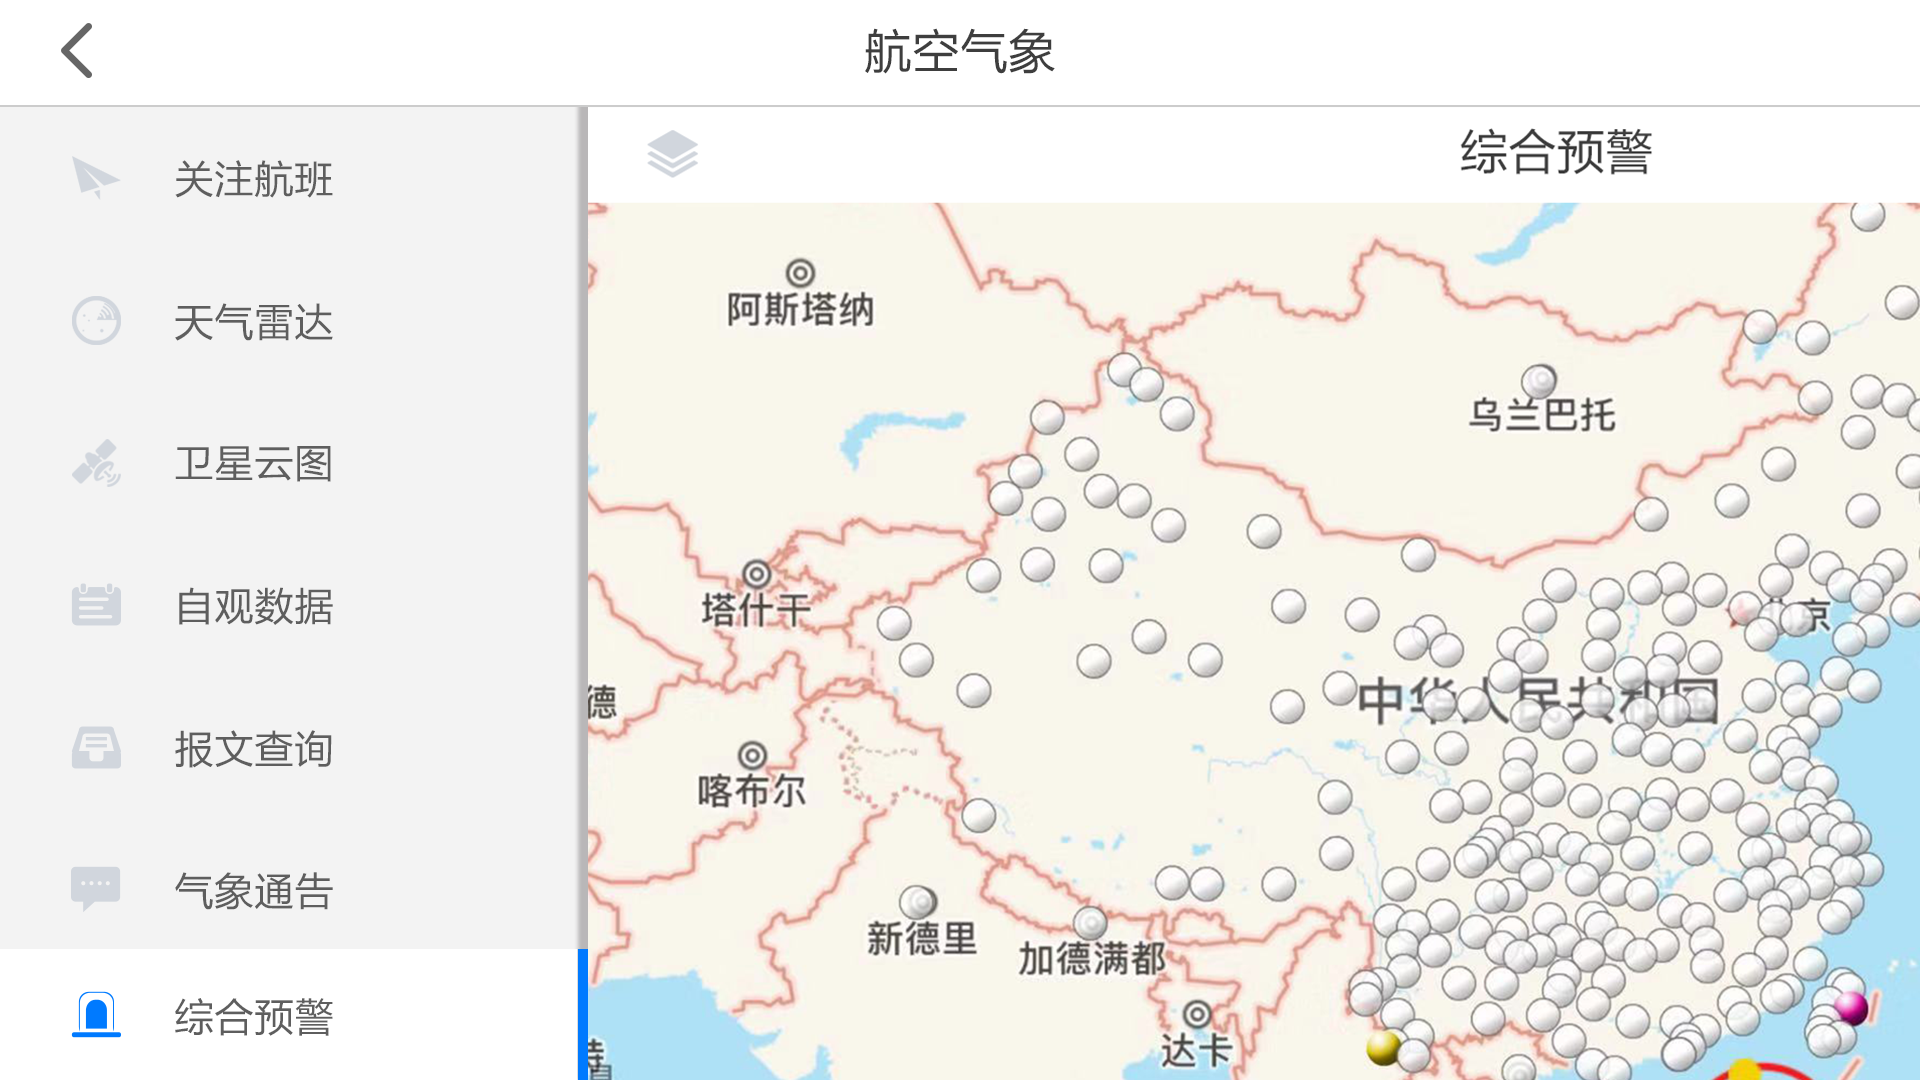 航空气象
关注航班
天气雷达
卫星云图
自观数据
报文查询
气象通告
综合预警
综合预警
阿斯塔纳
乌兰巴托
塔什干
北京
德
中华人民共和国
喀布尔
新德里
加德满都
达卡